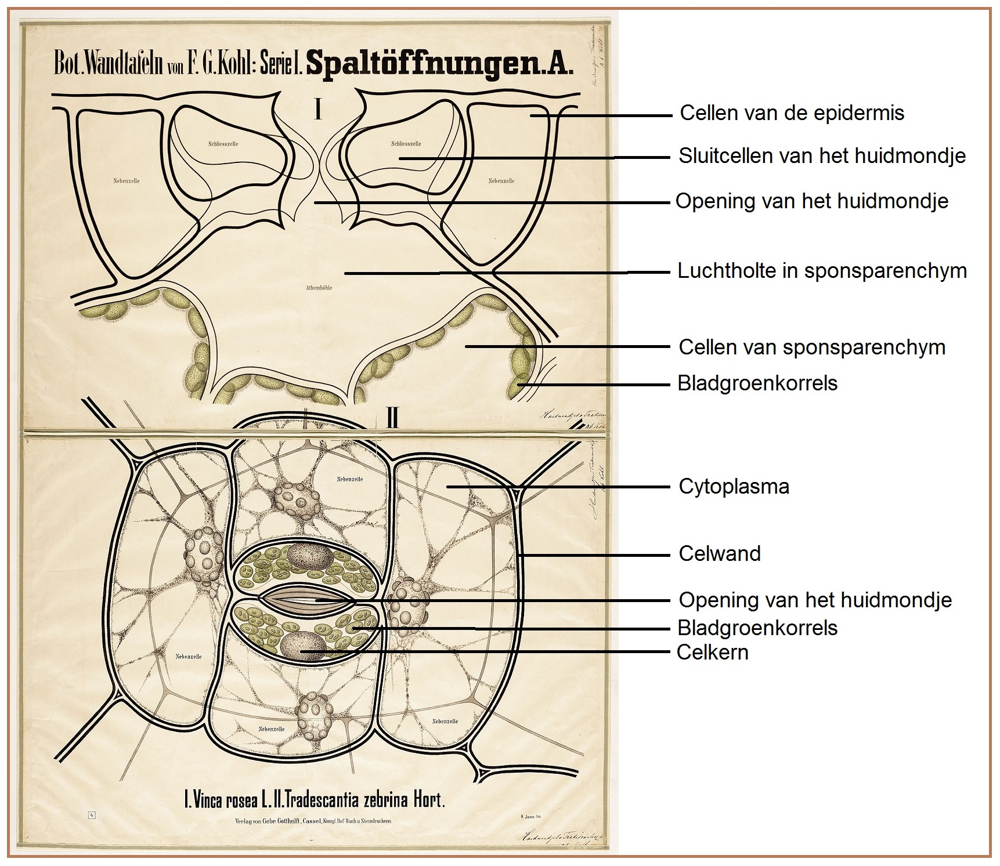 Bot. Wandtafeln von F. G. Kohl: Serie I. Spaltöffnungen. A.
I
Cellen van de epidermis
Schliesszelle
Schliesszelle
Sluitcellen van het huidmondje
Nebenzelle
Nebenzelle
Opening van het huidmondje
Luchtholte in sponsparenchym
Athemhöhle
Cellen van sponsparenchym
Bladgroenkorrels
II
Nebenzelle
Cytoplasma
Celwand
Opening van het huidmondje
Bladgroenkorrels
Celkern
Nebenzelle
Nebenzelle
Nebenzelle
I. Vinca rosea L. II. Tradescantia zebrina Hort.
4
Verlag von Gebr. Gotthelft, Cassel, Königl. Hof-Buch-u. Steindruckerei.
H. Jonas lith.